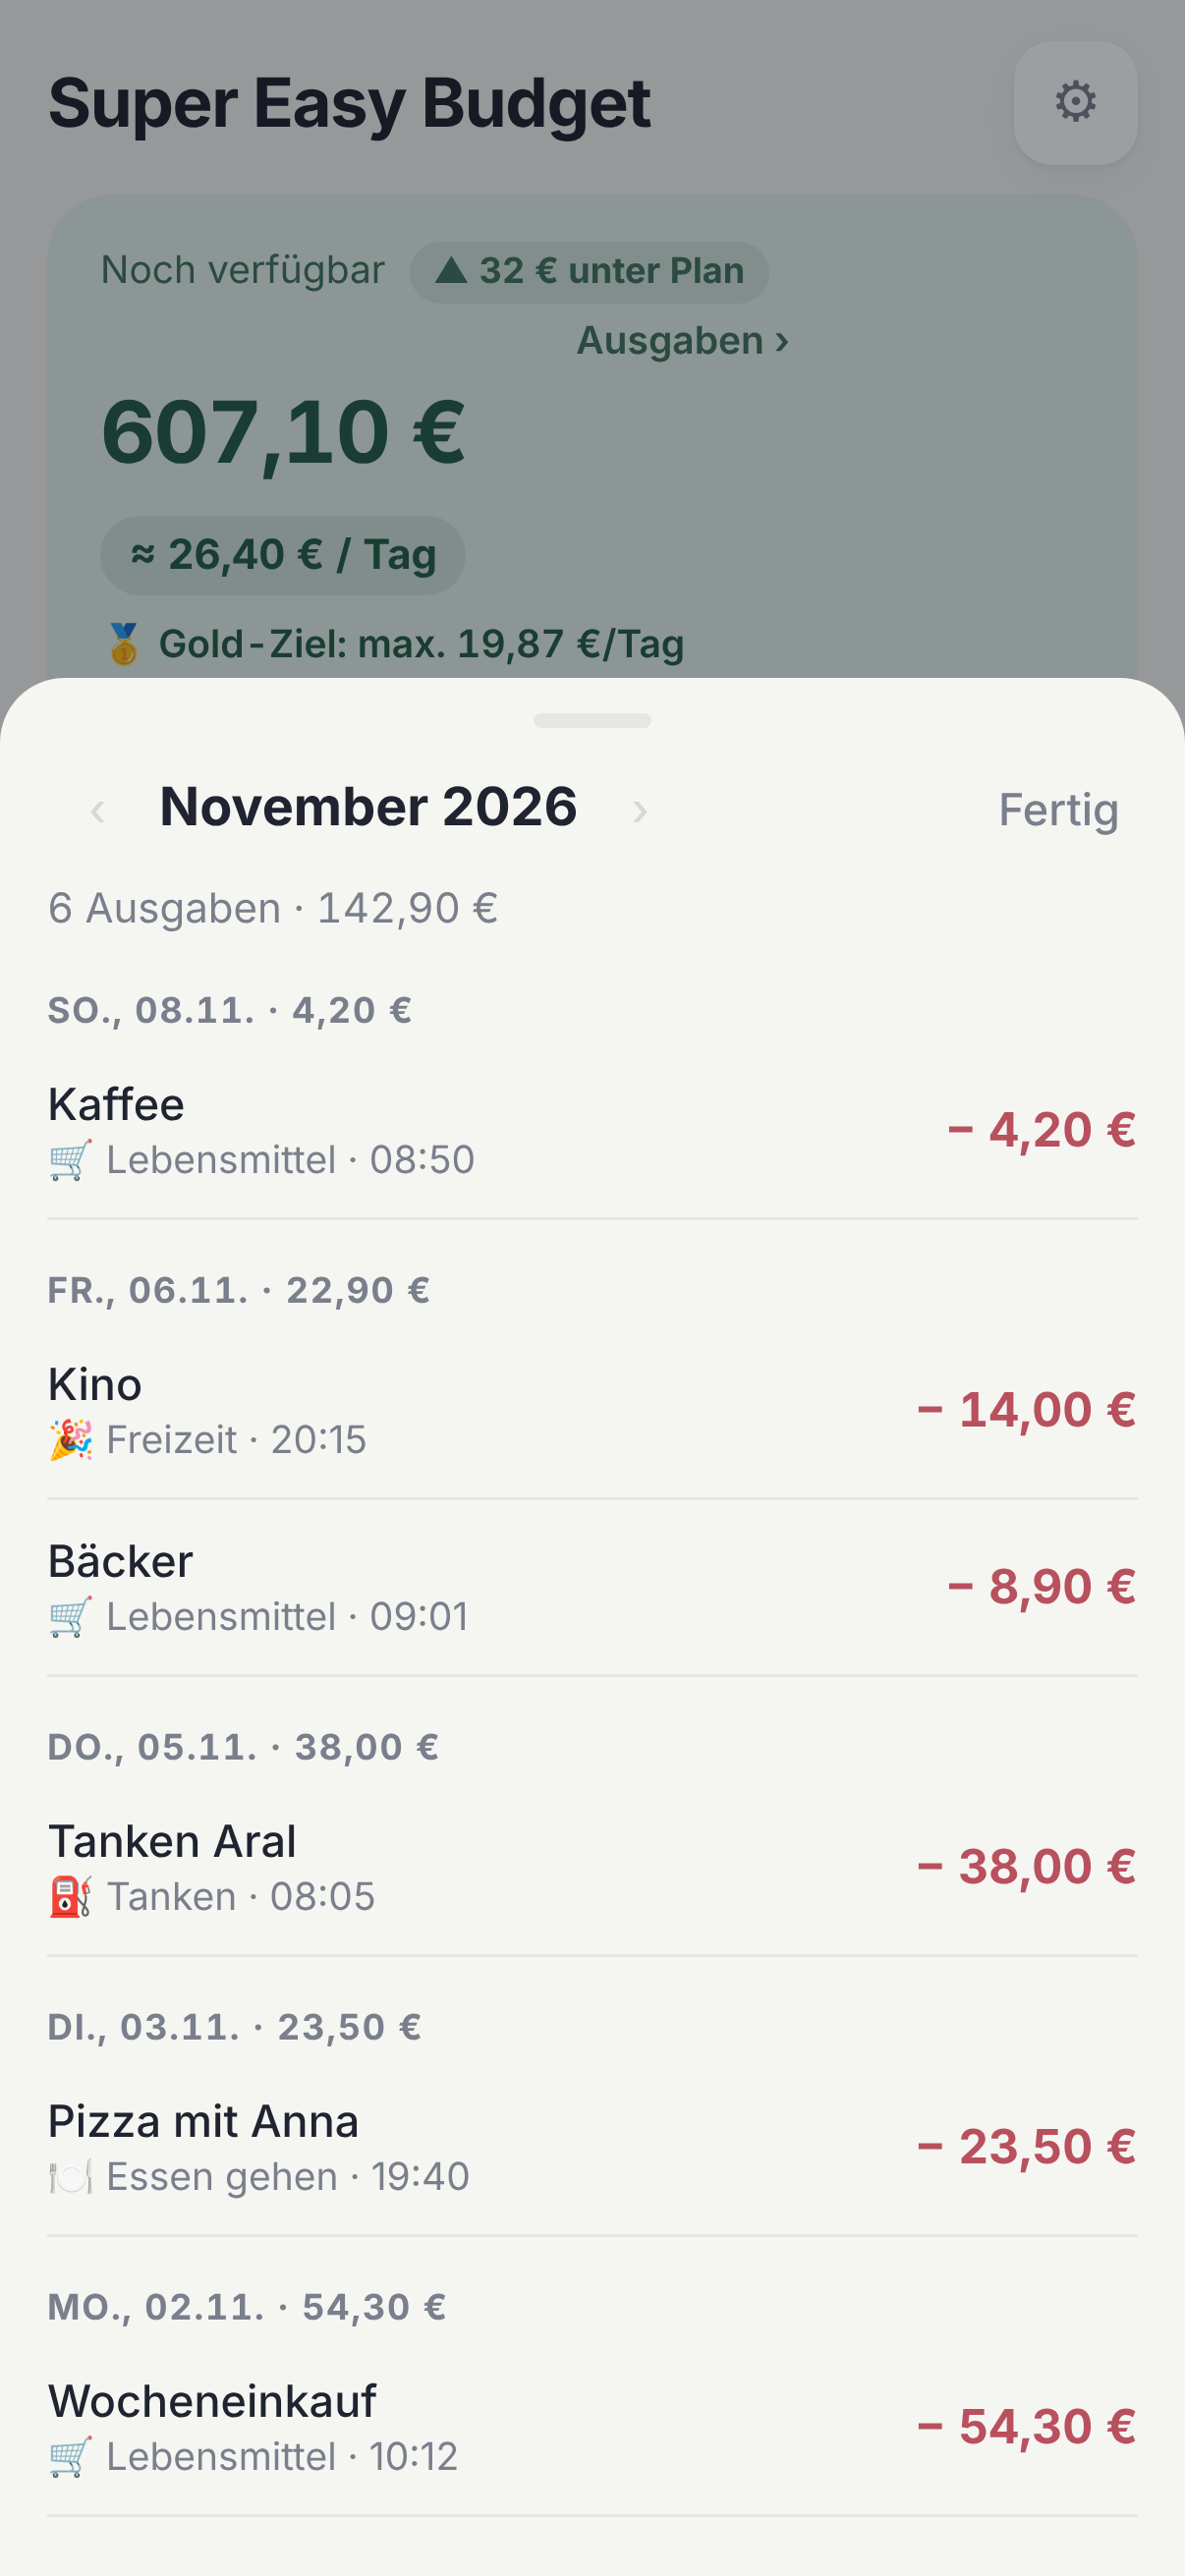 Super Easy Budget
Noch verfügbar ▲ 32 € unter Plan
Ausgaben ›
607,10 €
≈ 26,40 € / Tag
🥇 Gold-Ziel: max. 19,87 €/Tag
‹ November 2026 › Fertig
6 Ausgaben · 142,90 €
SO., 08.11. · 4,20 €
Kaffee
− 4,20 €
🛒 Lebensmittel · 08:50
FR., 06.11. · 22,90 €
Kino
− 14,00 €
🎉 Freizeit · 20:15
Bäcker
− 8,90 €
🛒 Lebensmittel · 09:01
DO., 05.11. · 38,00 €
Tanken Aral
− 38,00 €
⛽ Tanken · 08:05
DI., 03.11. · 23,50 €
Pizza mit Anna
− 23,50 €
🍽️ Essen gehen · 19:40
MO., 02.11. · 54,30 €
Wocheneinkauf
− 54,30 €
🛒 Lebensmittel · 10:12